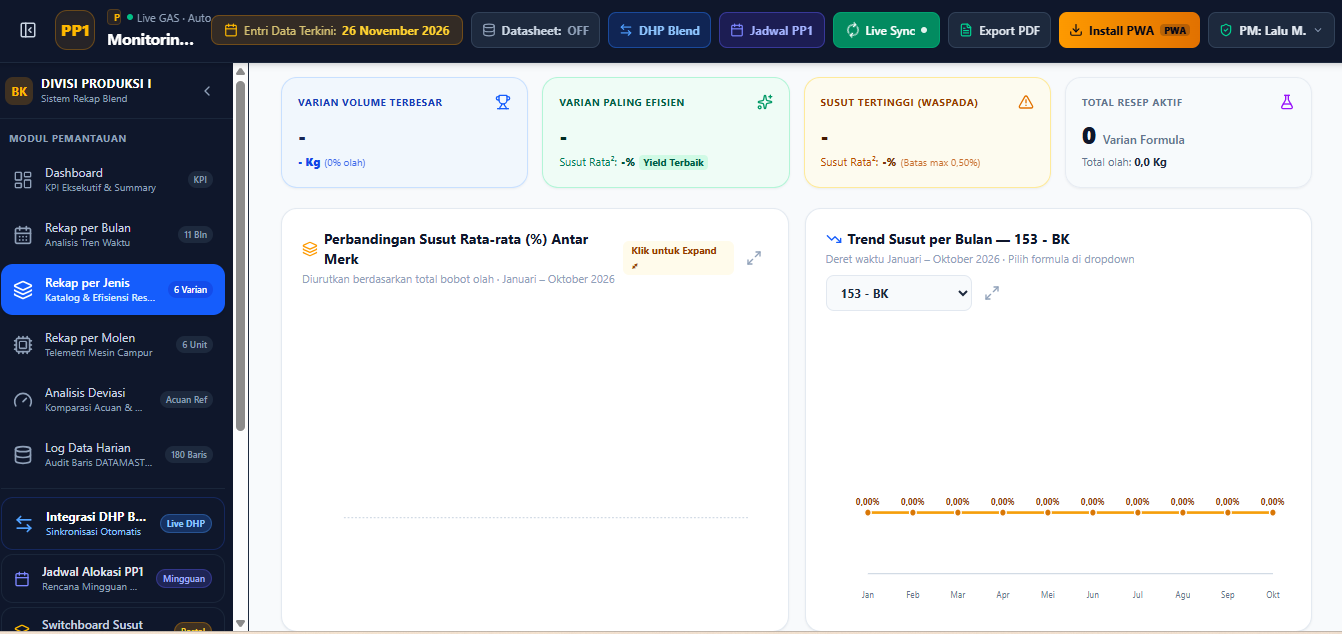 PP1
P
Live GAS · Auto
Monitorin...
Entri Data Terkini: 26 November 2026
Datasheet: OFF
DHP Blend
Jadwal PP1
Live Sync
Export PDF
Install PWA PWA
PM: Lalu M.
BK
DIVISI PRODUKSI I
Sistem Rekap Blend
MODUL PEMANTAUAN
Dashboard
KPI Eksekutif & Summary
KPI
Rekap per Bulan
Analisis Tren Waktu
11 Bln
Rekap per Jenis
Katalog & Efisiensi Res...
6 Varian
Rekap per Molen
Telemetri Mesin Campur
6 Unit
Analisis Deviasi
Komparasi Acuan & ...
Acuan Ref
Log Data Harian
Audit Baris DATAMAST...
180 Baris
Integrasi DHP B...
Sinkronisasi Otomatis
Live DHP
Jadwal Alokasi PP1
Rencana Mingguan ...
Mingguan
Switchboard Susut
VARIAN VOLUME TERBESAR
-
- Kg (0% olah)
VARIAN PALING EFISIEN
-
Susut Rata²: -% Yield Terbaik
SUSUT TERTINGGI (WASPADA)
-
Susut Rata²: -% (Batas max 0,50%)
TOTAL RESEP AKTIF
0 Varian Formula
Total olah: 0,0 Kg
Perbandingan Susut Rata-rata (%) Antar
Merk
Diurutkan berdasarkan total bobot olah · Januari – Oktober 2026
Klik untuk Expand
Trend Susut per Bulan — 153 - BK
Deret waktu Januari – Oktober 2026 · Pilih formula di dropdown
153 - BK
0,00% 0,00% 0,00% 0,00% 0,00% 0,00% 0,00% 0,00% 0,00% 0,00%
Jan Feb Mar Apr Mei Jun Jul Agu Sep Okt